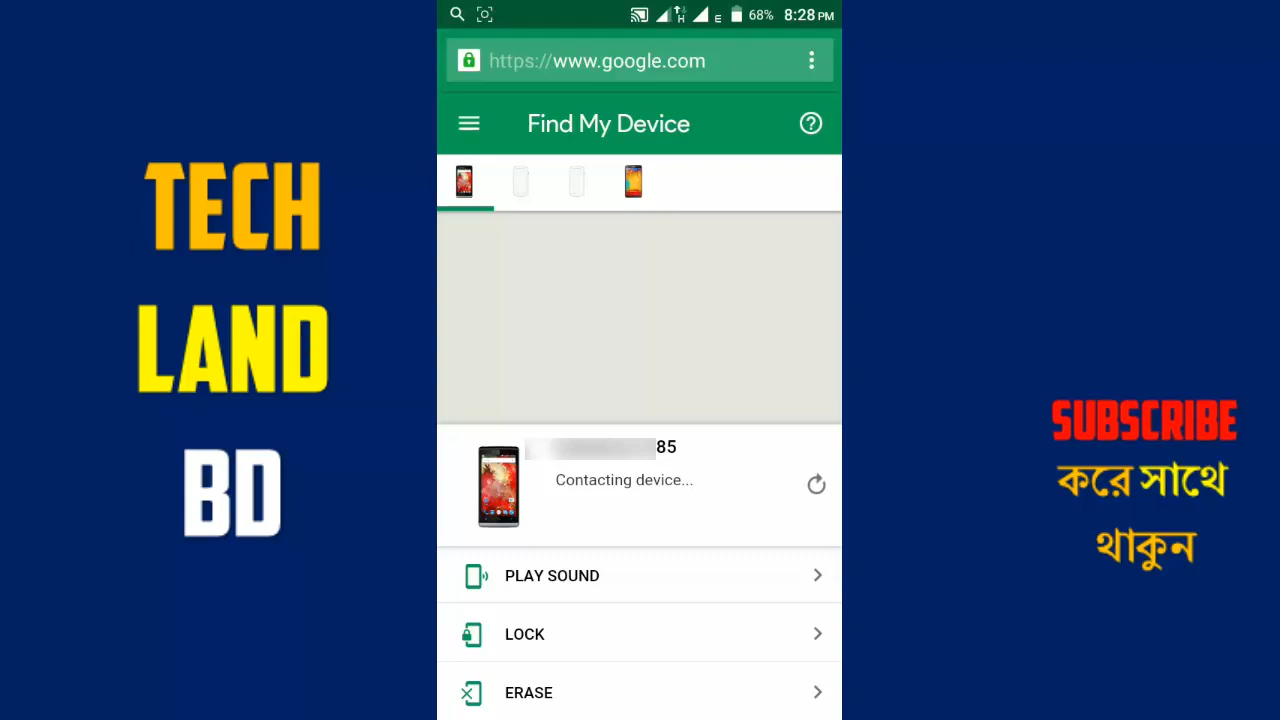 TECH
LAND
BD
H
E
68%
8:28 PM
https://www.google.com
Find My Device
85
Contacting device...
PLAY SOUND
LOCK
ERASE
SUBSCRIBE
করে সাথে
থাকুন